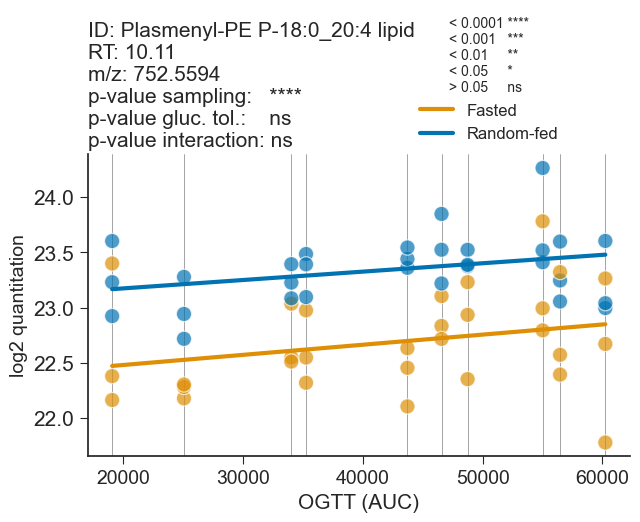 ID: Plasmenyl-PE P-18:0_20:4 lipid
RT: 10.11
m/z: 752.5594
p-value sampling: ****
p-value gluc. tol.: ns
p-value interaction: ns
< 0.0001 ****
< 0.001 ***
< 0.01 **
< 0.05 *
> 0.05 ns
Fasted
Random-fed
24.0
23.5
23.0
22.5
22.0
log2 quantitation
20000 30000 40000 50000 60000
OGTT (AUC)